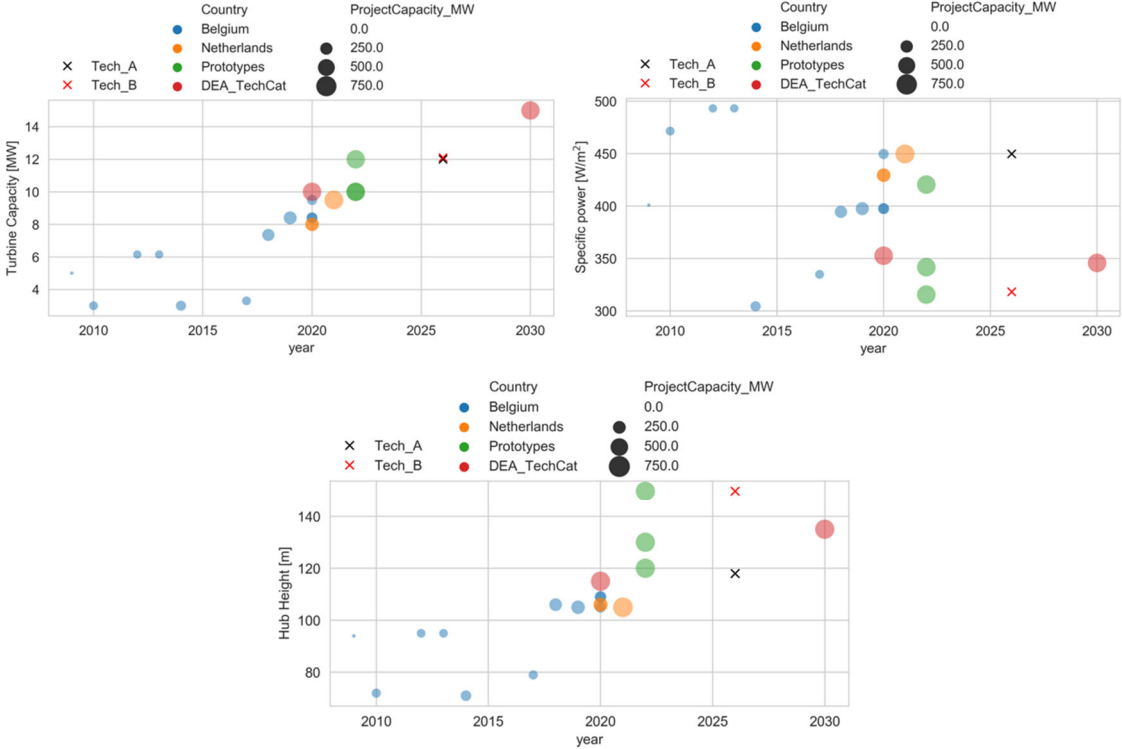 Country ProjectCapacity_MW
Belgium 0.0
Netherlands 250.0
Tech_A Prototypes 500.0
Tech_B DEA_TechCat 750.0
Turbine Capacity [MW]
14
12
10
8
6
4
2010 2015 2020 2025 2030
year
Country ProjectCapacity_MW
Belgium 0.0
Netherlands 250.0
Tech_A Prototypes 500.0
Tech_B DEA_TechCat 750.0
Specific power [W/m²]
500
450
400
350
300
2010 2015 2020 2025 2030
year
Country ProjectCapacity_MW
Belgium 0.0
Netherlands 250.0
Tech_A Prototypes 500.0
Tech_B DEA_TechCat 750.0
Hub Height [m]
140
120
100
80
2010 2015 2020 2025 2030
year